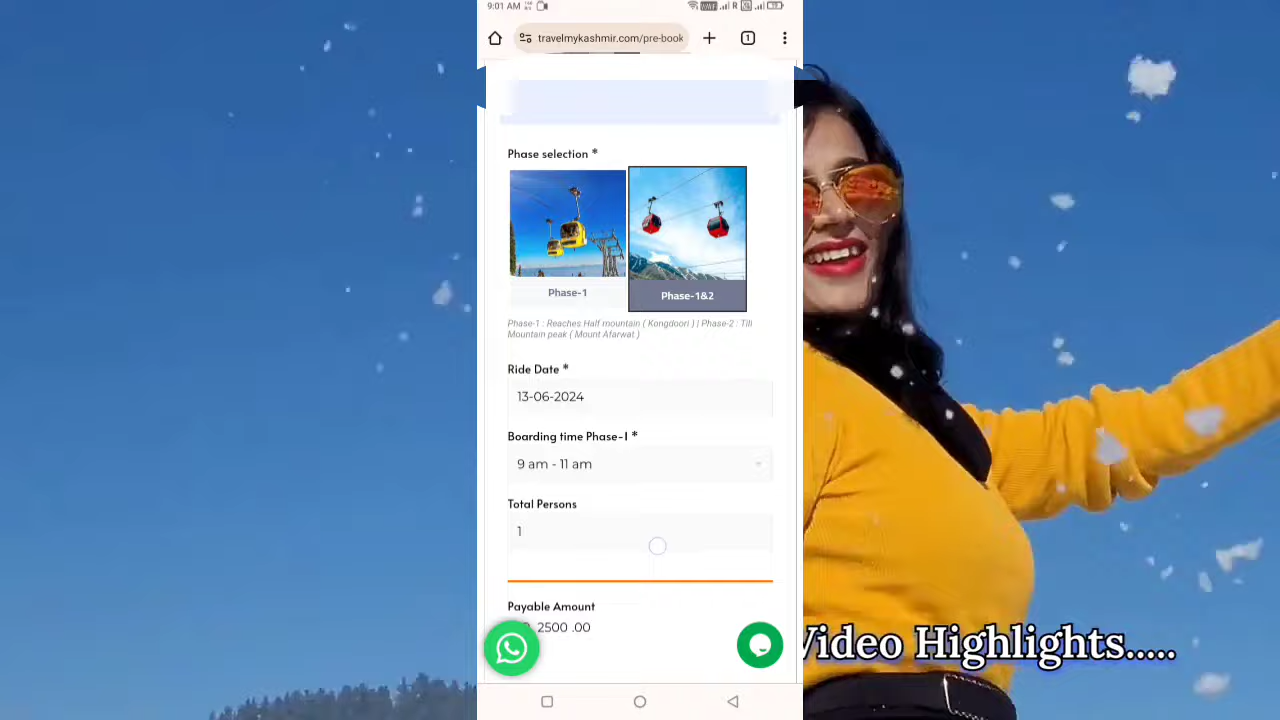 9:01 AM
travelmykashmir.com/pre-book
1
Phase selection *
Phase-1
Phase-1&2
Phase-1 : Reaches Half mountain ( Kongdoori ) | Phase-2 : Till
Mountain peak ( Mount Afarwat )
Ride Date *
13-06-2024
Boarding time Phase-1 *
9 am - 11 am
Total Persons
1
Payable Amount
2500 .00
Video Highlights.....